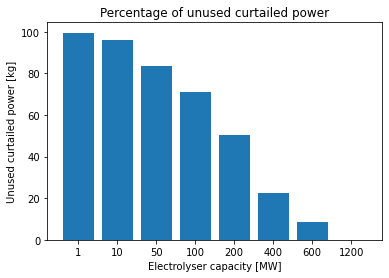 Percentage of unused curtailed power
Unused curtailed power [kg]
100
80
60
40
20
0
1 10 50 100 200 400 600 1200
Electrolyser capacity [MW]